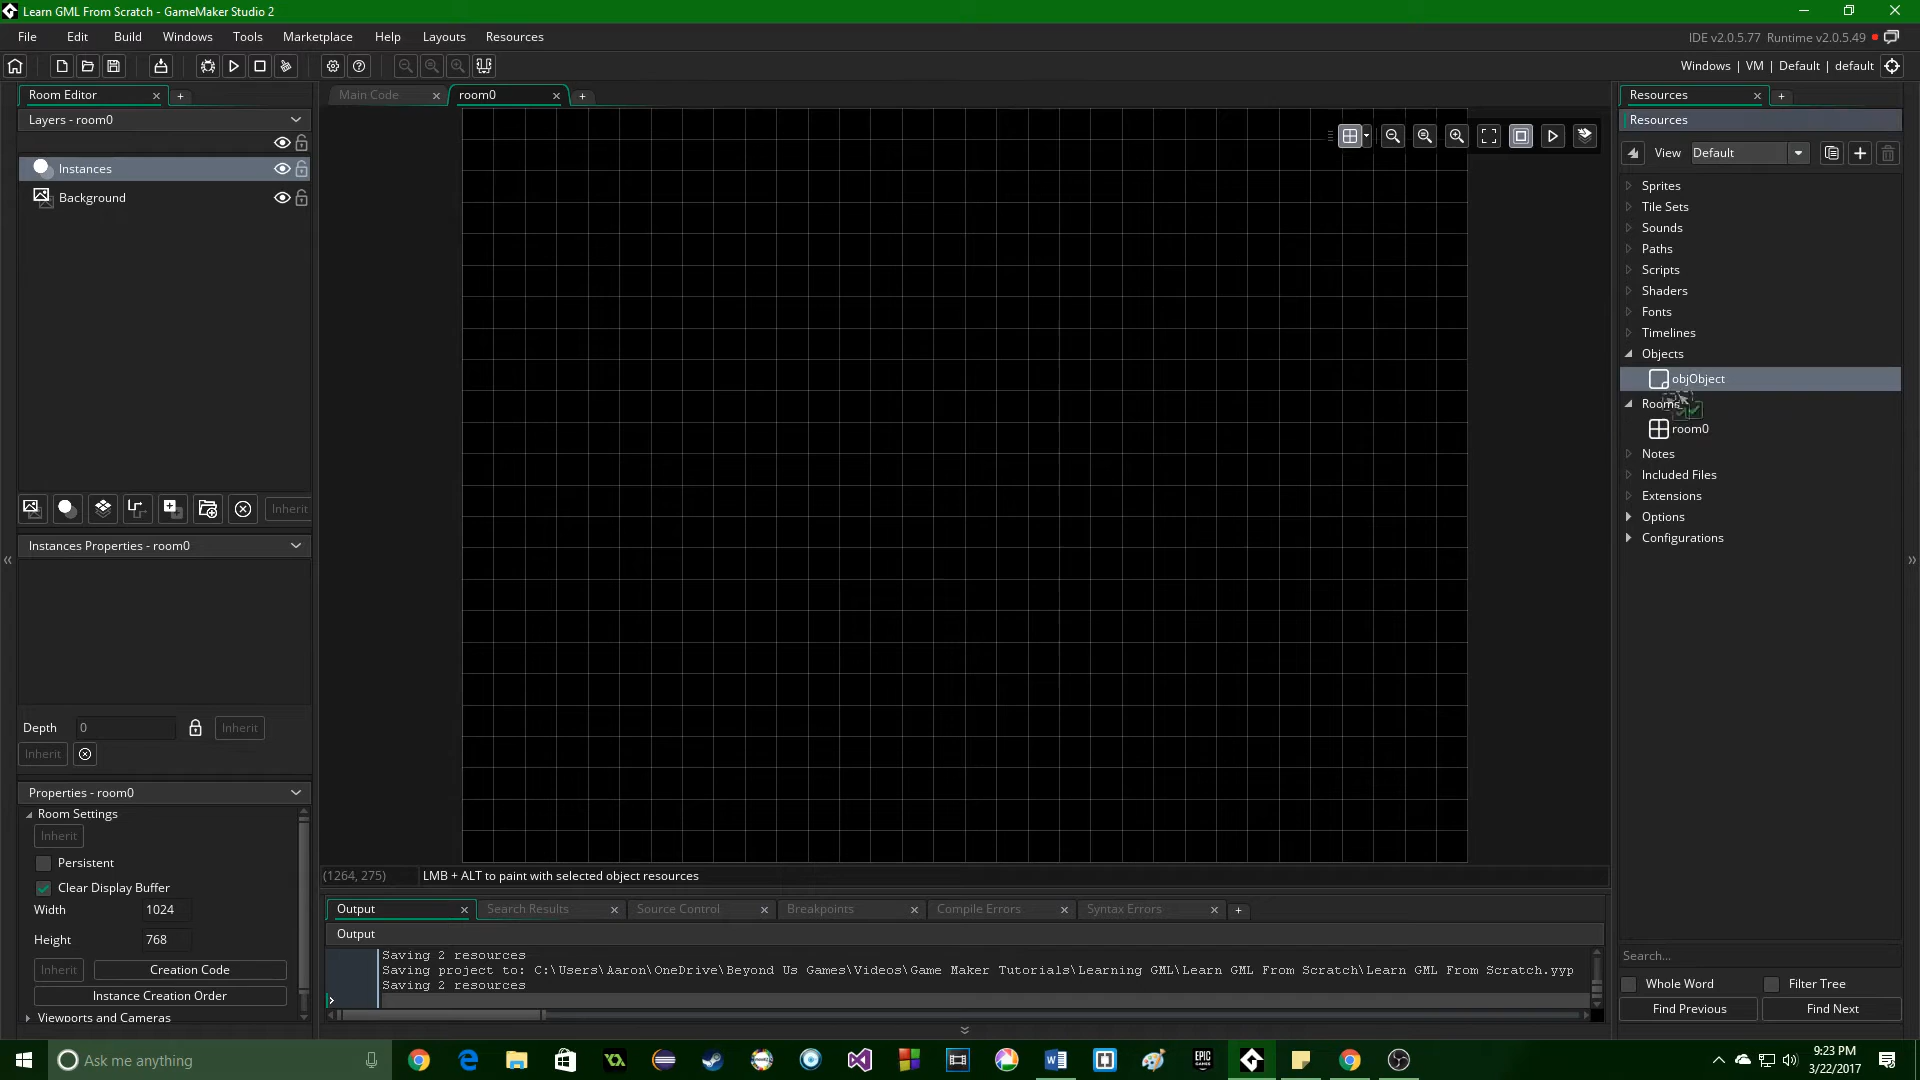 Learn GML From Scratch - GameMaker Studio 2
File Edit Build Windows Tools Marketplace Help Layouts Resources
IDE v2.0.5.77 Runtime v2.0.5.49
Windows | VM | Default | default
Room Editor
Layers - room0
Instances
Background
Inherit
Instances Properties - room0
Depth 0 Inherit
Inherit
Properties - room0
Room Settings
Inherit
Persistent
Clear Display Buffer
Width 1024
Height 768
Inherit Creation Code
Instance Creation Order
Viewports and Cameras
Main Code room0
(1264, 275) LMB + ALT to paint with selected object resources
Output Search Results Source Control Breakpoints Compile Errors Syntax Errors
Output
Saving 2 resources
Saving project to: C:\Users\Aaron\OneDrive\Beyond Us Games\Videos\Game Maker Tutorials\Learning GML\Learn GML From Scratch\Learn GML From Scratch.yyp
Saving 2 resources
Resources
Resources
View Default
Sprites
Tile Sets
Sounds
Paths
Scripts
Shaders
Fonts
Timelines
Objects
objObject
Rooms
room0
Notes
Included Files
Extensions
Options
Configurations
Search...
Whole Word Filter Tree
Find Previous Find Next
Ask me anything
EPIC GAMES
9:23 PM
3/22/2017